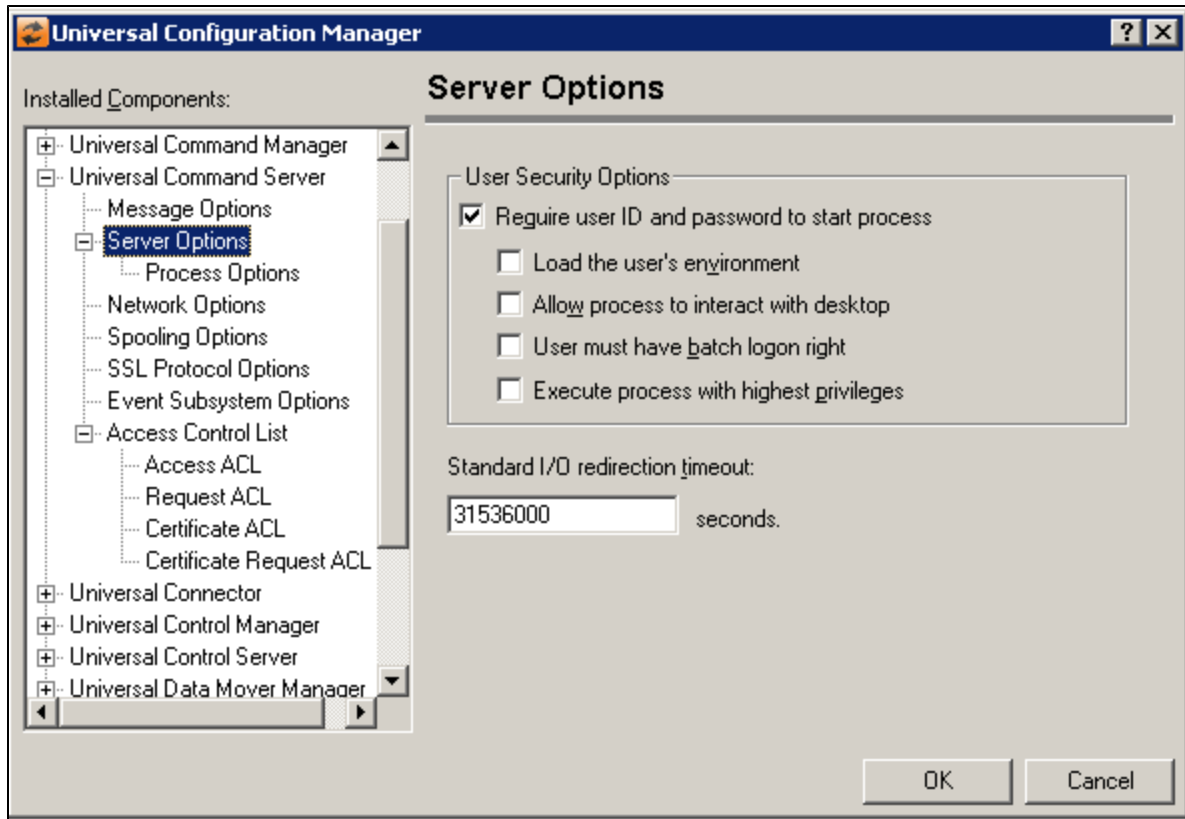 Universal Configuration Manager
Installed Components:
Universal Command Manager
Universal Command Server
Message Options
Server Options
Process Options
Network Options
Spooling Options
SSL Protocol Options
Event Subsystem Options
Access Control List
Access ACL
Request ACL
Certificate ACL
Certificate Request ACL
Universal Connector
Universal Control Manager
Universal Control Server
Universal Data Mover Manager
Server Options
User Security Options
Require user ID and password to start process
Load the user's environment
Allow process to interact with desktop
User must have batch logon right
Execute process with highest privileges
Standard I/O redirection timeout:
31536000 seconds.
OK Cancel